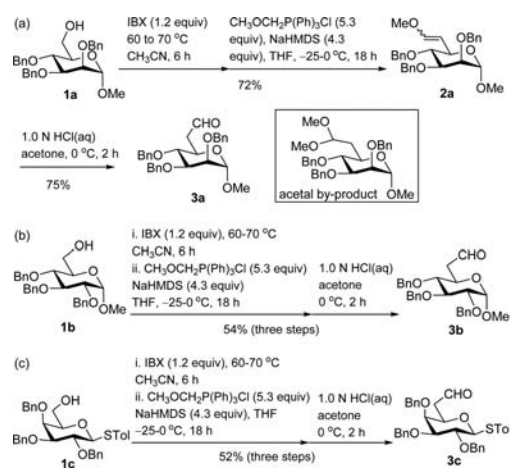 (a)
IBX (1.2 equiv)
60 to 70 °C
CH₃CN, 6 h
CH₃OCH₂P(Ph)₃Cl (5.3
equiv), NaHMDS (4.3
equiv), THF, −25-0 °C, 18 h
72%
OH
OBn
BnO
BnO
OMe
1a
MeO
OBn
BnO
BnO
OMe
2a
1.0 N HCl(aq)
acetone, 0 °C, 2 h
75%
CHO
OBn
BnO
BnO
OMe
3a
OMe
OMe
OBn
BnO
BnO
OMe
acetal by-product
(b)
OH
BnO
BnO
BnO
OMe
1b
i. IBX (1.2 equiv), 60-70 °C
CH₃CN, 6 h
ii. CH₃OCH₂P(Ph)₃Cl (5.3 equiv)
NaHMDS (4.3 equiv)
THF, −25-0 °C, 18 h
1.0 N HCl(aq)
acetone
0 °C, 2 h
54% (three steps)
CHO
BnO
BnO
BnO
OMe
3b
(c)
BnO
OH
BnO
STol
OBn
1c
i. IBX (1.2 equiv), 60-70 °C
CH₃CN, 6 h
ii. CH₃OCH₂P(Ph)₃Cl (5.3 equiv)
NaHMDS (4.3 equiv), THF
−25-0 °C, 18 h
1.0 N HCl(aq)
acetone
0 °C, 2 h
52% (three steps)
BnO
CHO
BnO
STo
OBn
3c